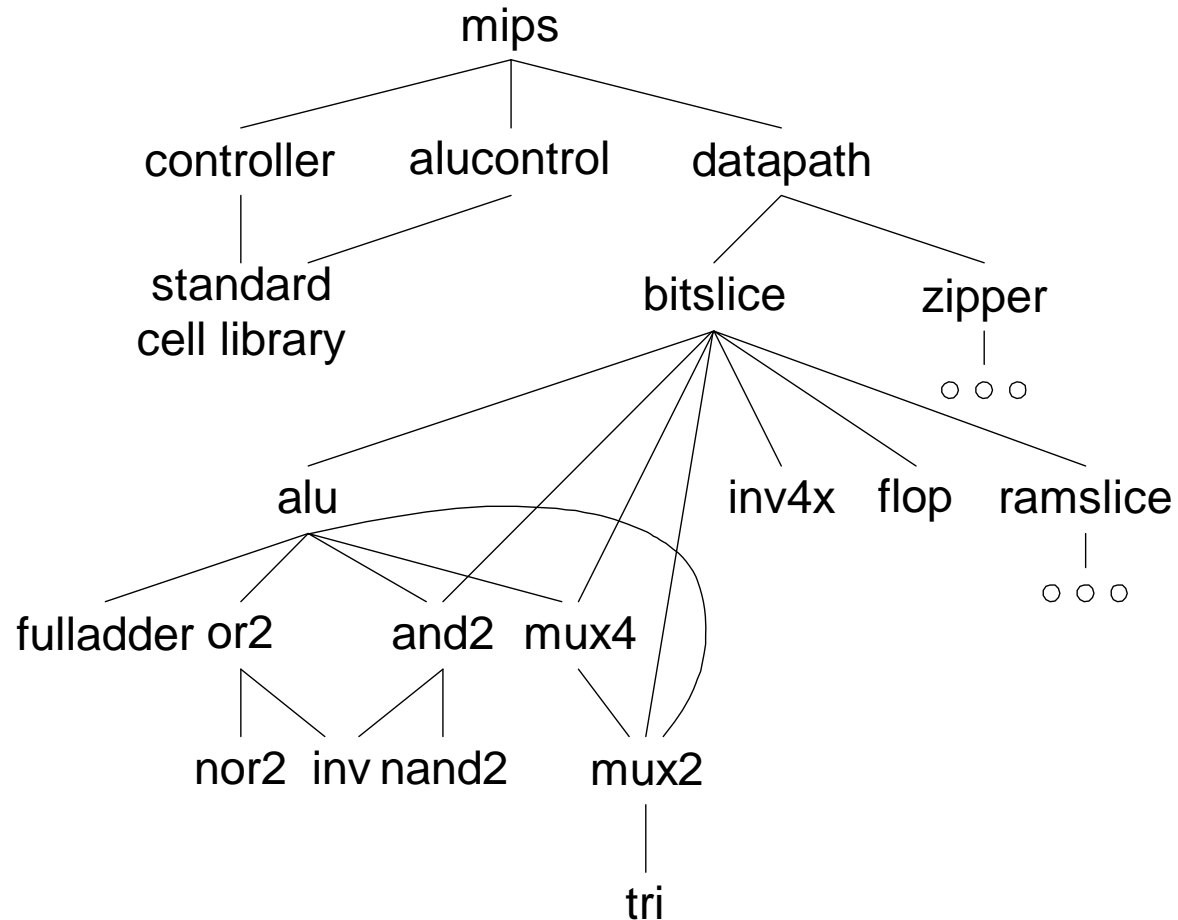 mips
controller
alucontrol
datapath
standard
cell library
bitslice
zipper
alu
inv4x
flop
ramslice
fulladder
or2
and2
mux4
nor2
inv
nand2
mux2
tri